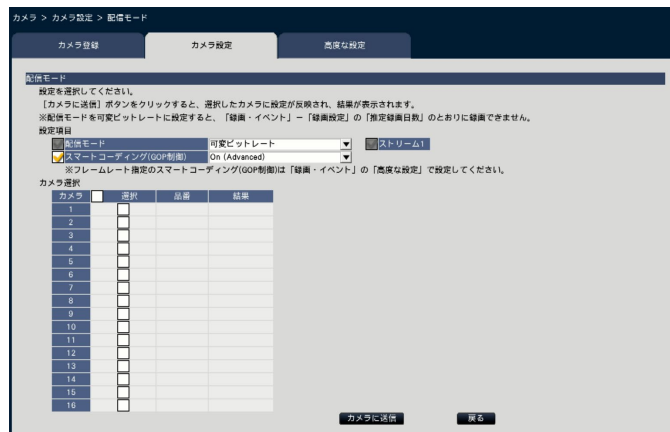 カメラ > カメラ設定 > 配信モード
カメラ登録 カメラ設定 高度な設定
配信モード
設定を選択してください。
[カメラに送信] ボタンをクリックすると、選択したカメラに設定が反映され、結果が表示されます。
※配信モードを可変ビットレートに設定すると、「録画・イベント」－「録画設定」の「推定録画日数」のとおりに録画できません。
設定項目
配信モード 可変ビットレート ストリーム1
スマートコーディング(GOP制御) On (Advanced)
※フレームレート指定のスマートコーディング(GOP制御)は「録画・イベント」の「高度な設定」で設定してください。
カメラ選択
カメラ 選択 品番 結果
1
2
3
4
5
6
7
8
9
10
11
12
13
14
15
16
カメラに送信 戻る